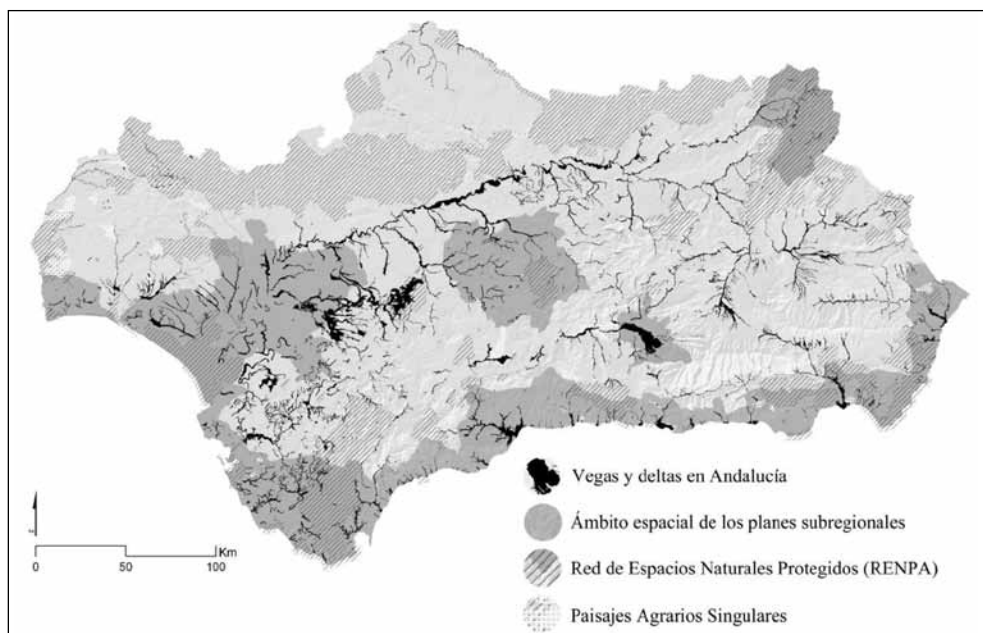 Vegas y deltas en Andalucía
Ámbito espacial de los planes subregionales
Km
0 50 100
Red de Espacios Naturales Protegidos (RENPA)
Paisajes Agrarios Singulares